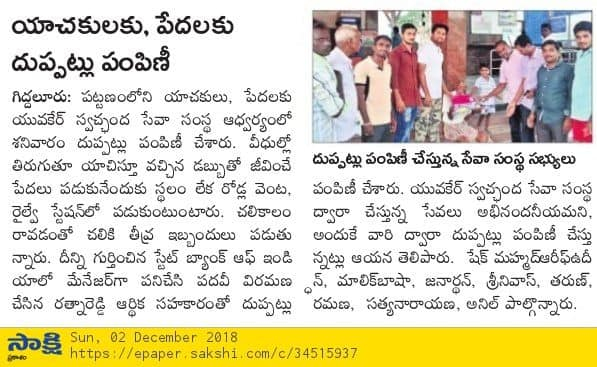 యాచకులకు, పేదలకు
దుప్పట్లు పంపిణీ
గిద్దలూరు: పట్టణంలోని యాచకులు, పేదలకు
యువకేర్ స్వచ్ఛంద సేవా సంస్థ ఆధ్వర్యంలో
శనివారం దుప్పట్లు పంపిణీ చేశారు. వీధుల్లో
తిరుగుతూ యాచిస్తూ వచ్చిన డబ్బుతో జీవించే
పేదలు పడుకునేందుకు స్థలం లేక రోడ్ల వెంట,
రైల్వే స్టేషన్‌లో పడుకుంటుంటారు. చలికాలం
రావడంతో చలికి తీవ్ర ఇబ్బందులు పడుతు
న్నారు. దీన్ని గుర్తించిన స్టేట్ బ్యాంక్ ఆఫ్ ఇండి
యాలో మేనేజర్‌గా పనిచేసి పదవీ విరమణ
చేసిన రత్నారెడ్డి ఆర్థిక సహకారంతో దుప్పట్లు
దుప్పట్లు పంపిణీ చేస్తున్న సేవా సంస్థ సభ్యులు
పంపిణీ చేశారు. యువకేర్ స్వచ్ఛంద సేవా సంస్థ
ద్వారా చేస్తున్న సేవలు అభినందనీయమని,
అందుకే వారి ద్వారా దుప్పట్లు పంపిణీ చేస్తు
న్నట్లు ఆయన తెలిపారు. షేక్ మహ్మద్‌ఆరీఫ్‌ఉదీ
్దన్, మాలిక్‌బాషా, జనార్థన్, శ్రీనివాస్, తరుణ్,
రమణ, సత్యనారాయణ, అనిల్ పాల్గొన్నారు.
సాక్షి
ప్రకాశం
Sun, 02 December 2018
https://epaper.sakshi.com/c/34515937